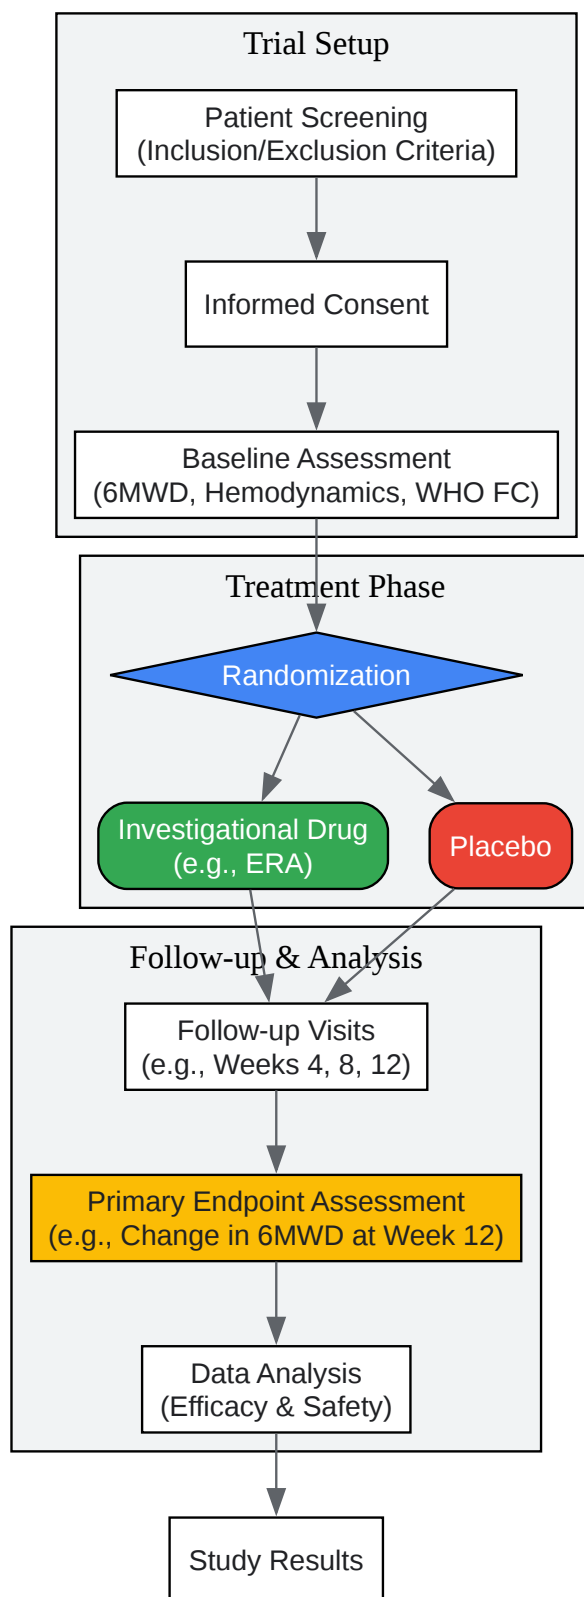 Trial Setup
Patient Screening
(Inclusion/Exclusion Criteria)
Informed Consent
Baseline Assessment
(6MWD, Hemodynamics, WHO FC)
Treatment Phase
Randomization
Investigational Drug
(e.g., ERA)
Placebo
Follow-up & Analysis
Follow-up Visits
(e.g., Weeks 4, 8, 12)
Primary Endpoint Assessment
(e.g., Change in 6MWD at Week 12)
Data Analysis
(Efficacy & Safety)
Study Results